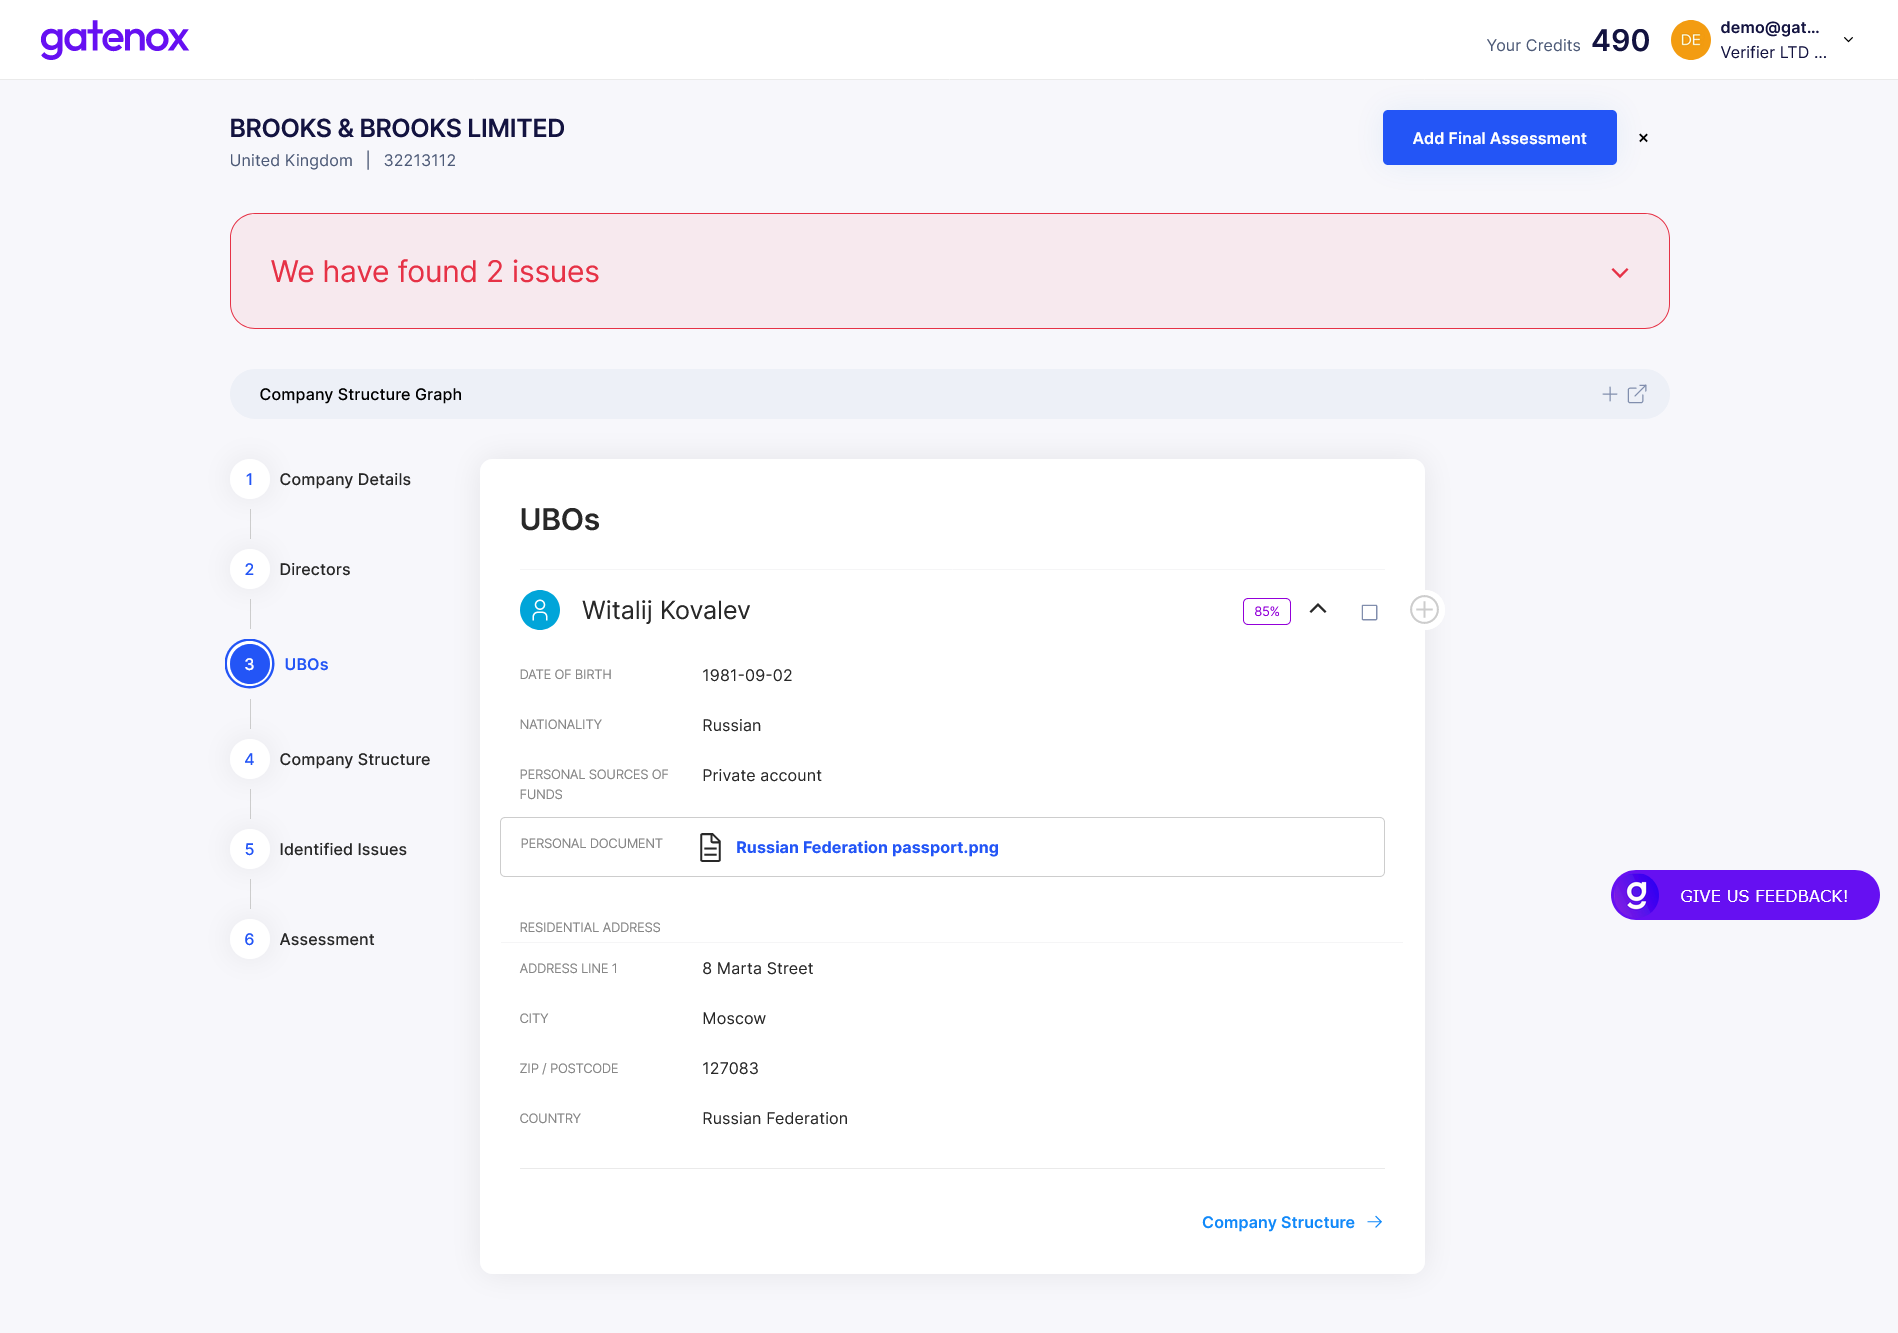 gatenox
Your Credits 490
DE
demo@gat...
Verifier LTD ...
BROOKS & BROOKS LIMITED
United Kingdom | 32213112
Add Final Assessment
We have found 2 issues
Company Structure Graph
1 Company Details
2 Directors
3 UBOs
4 Company Structure
5 Identified Issues
6 Assessment
UBOs
Witalij Kovalev
85%
DATE OF BIRTH 1981-09-02
NATIONALITY Russian
PERSONAL SOURCES OF FUNDS Private account
PERSONAL DOCUMENT Russian Federation passport.png
RESIDENTIAL ADDRESS
ADDRESS LINE 1 8 Marta Street
CITY Moscow
ZIP / POSTCODE 127083
COUNTRY Russian Federation
Company Structure
g GIVE US FEEDBACK!